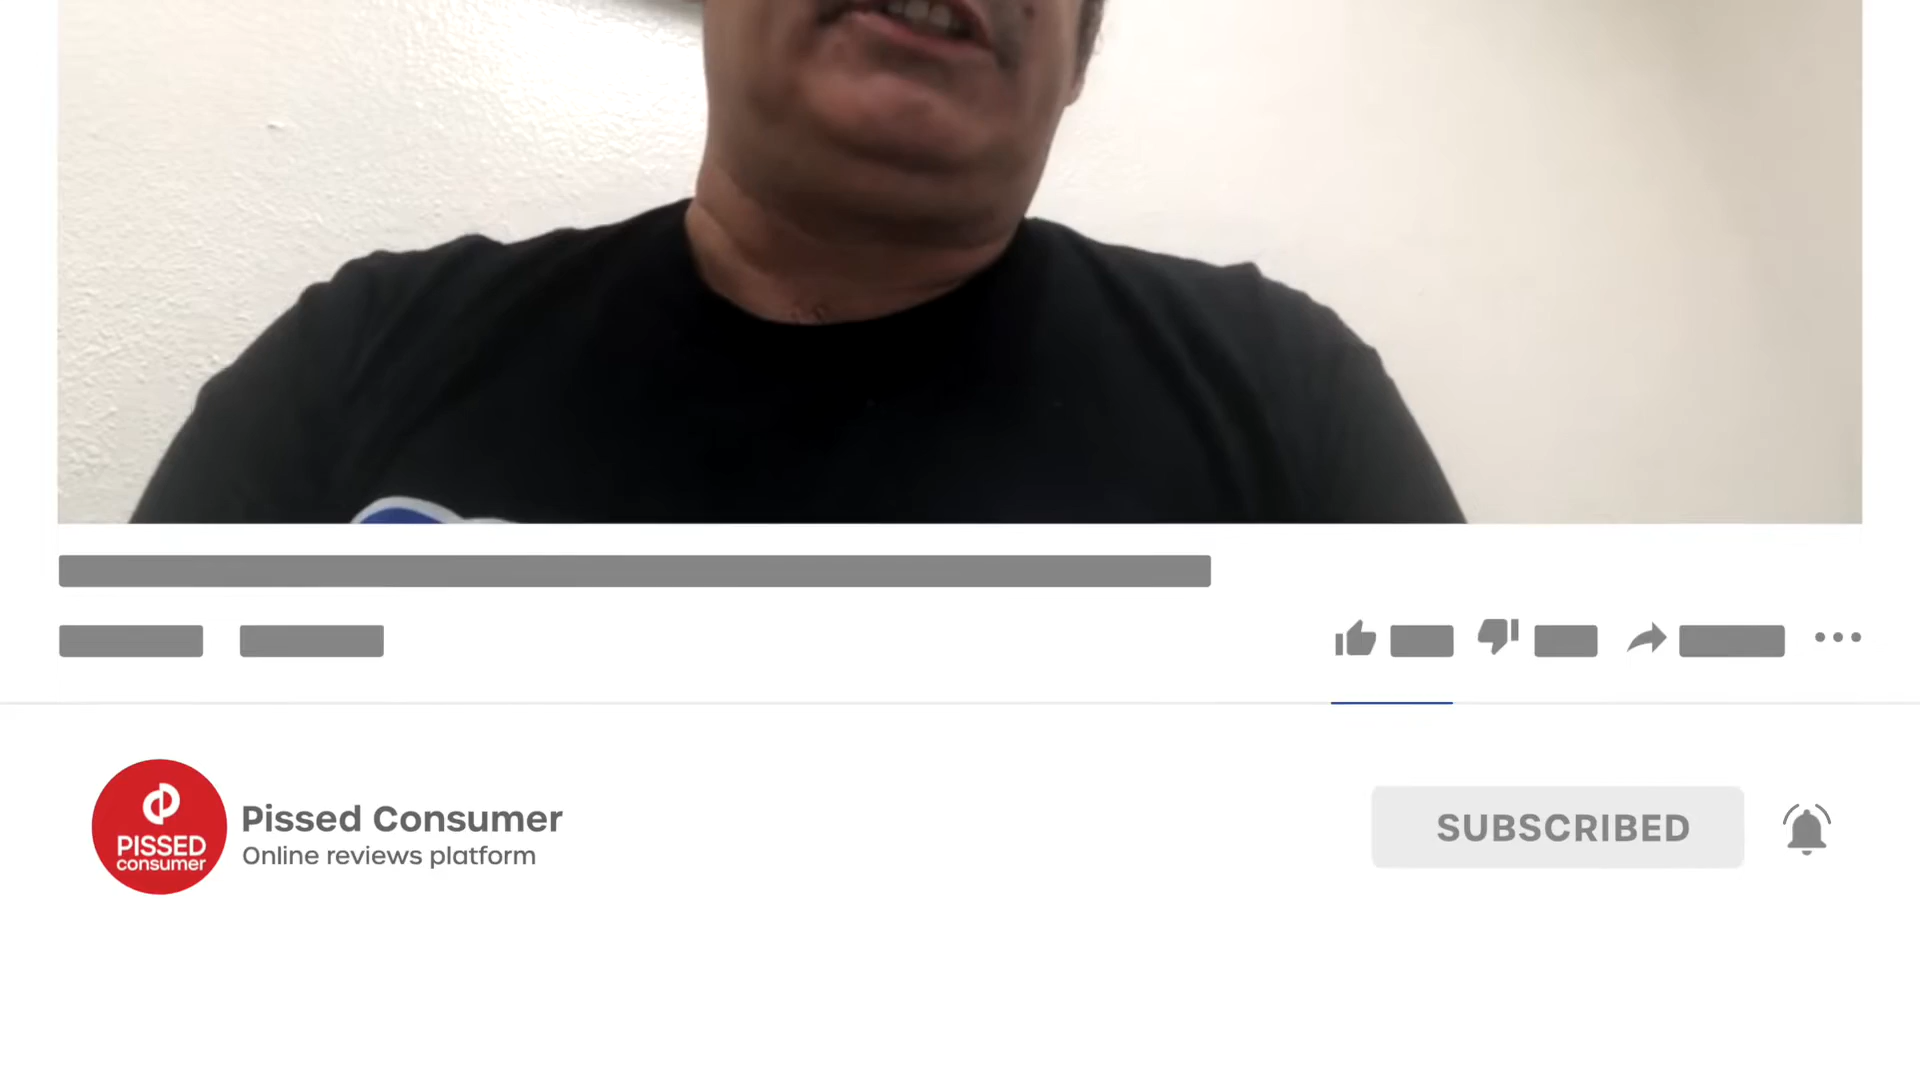 PISSED
consumer
Pissed Consumer
Online reviews platform
SUBSCRIBED